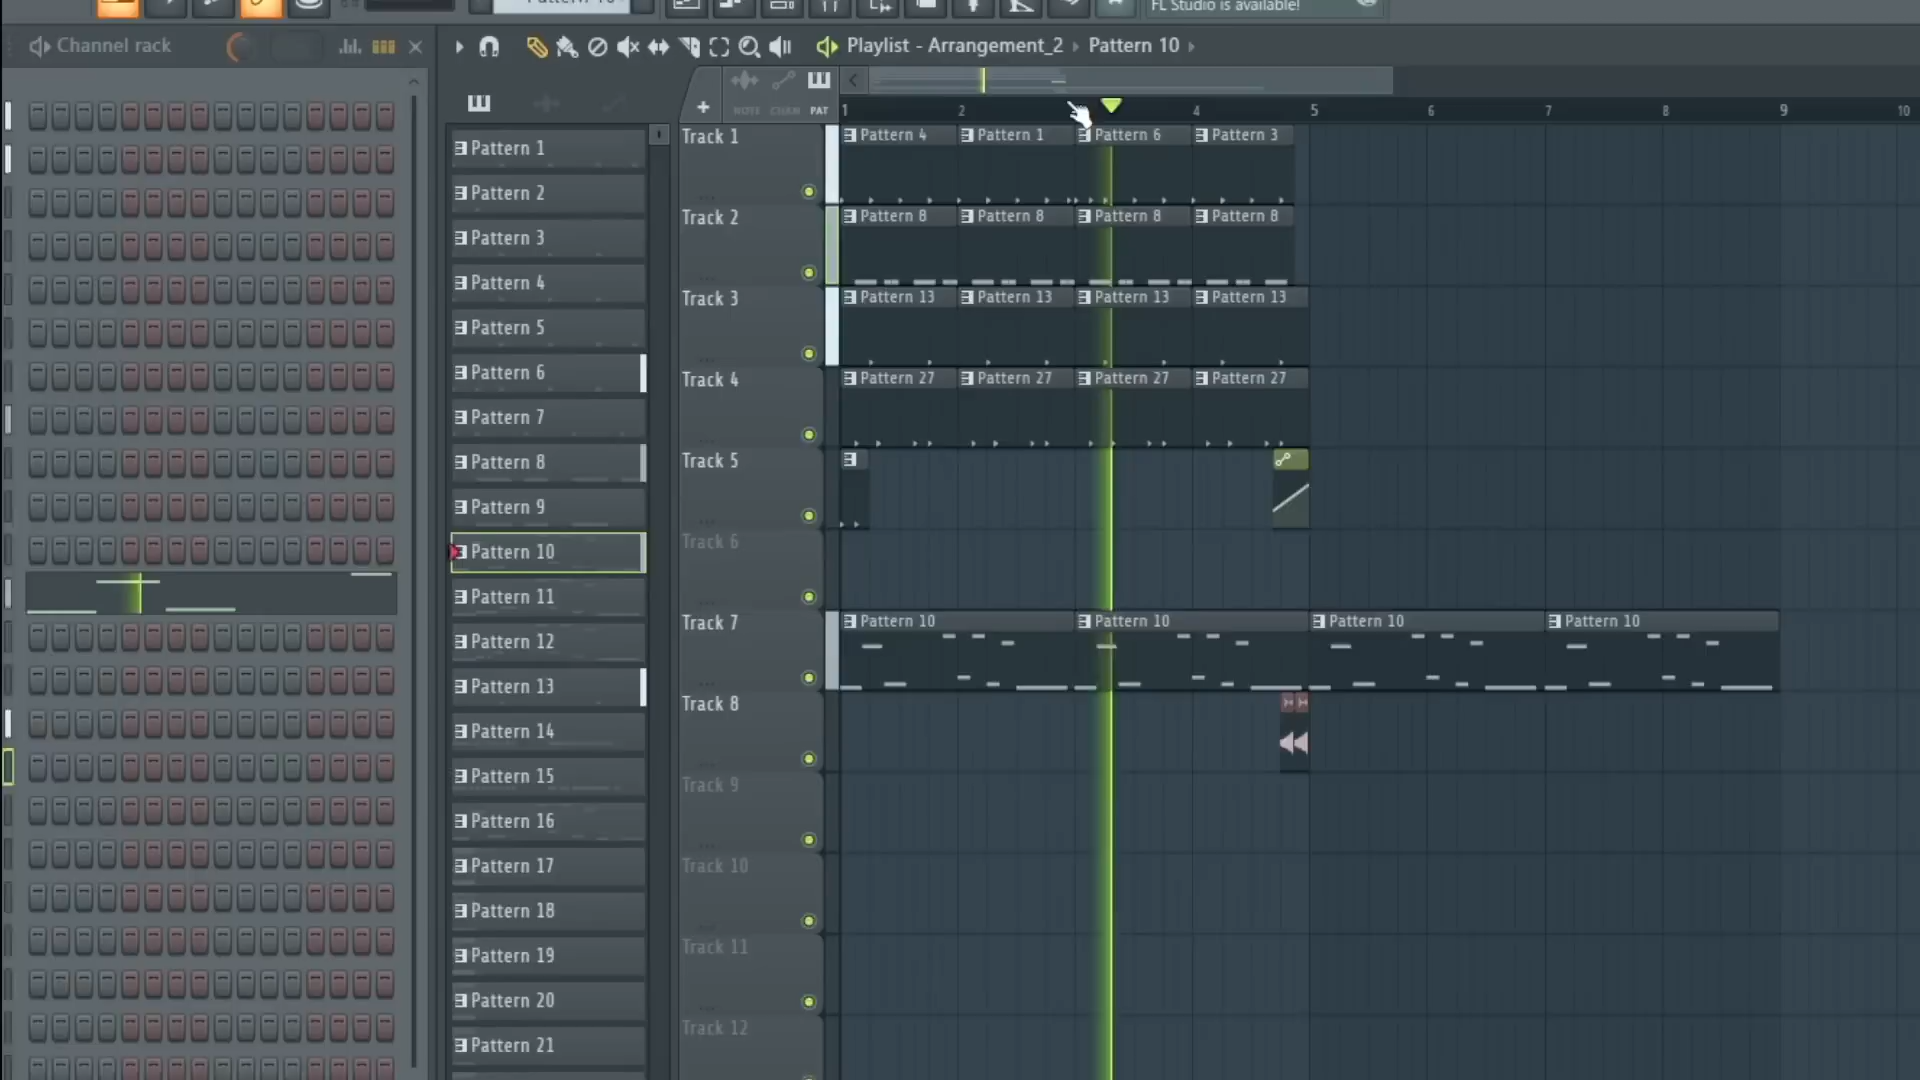 FL Studio is available!
Channel rack
Playlist - Arrangement_2 › Pattern 10 ›
NOTE CHAN PAT
1 2 4 5 6 7 8 9 10
Pattern 1
Pattern 2
Pattern 3
Pattern 4
Pattern 5
Pattern 6
Pattern 7
Pattern 8
Pattern 9
Pattern 10
Pattern 11
Pattern 12
Pattern 13
Pattern 14
Pattern 15
Pattern 16
Pattern 17
Pattern 18
Pattern 19
Pattern 20
Pattern 21
Track 1
Pattern 4 Pattern 1 Pattern 6 Pattern 3
Track 2
Pattern 8 Pattern 8 Pattern 8 Pattern 8
Track 3
Pattern 13 Pattern 13 Pattern 13 Pattern 13
Track 4
Pattern 27 Pattern 27 Pattern 27 Pattern 27
Track 5
Track 6
Track 7
Pattern 10 Pattern 10 Pattern 10 Pattern 10
Track 8
Track 9
Track 10
Track 11
Track 12